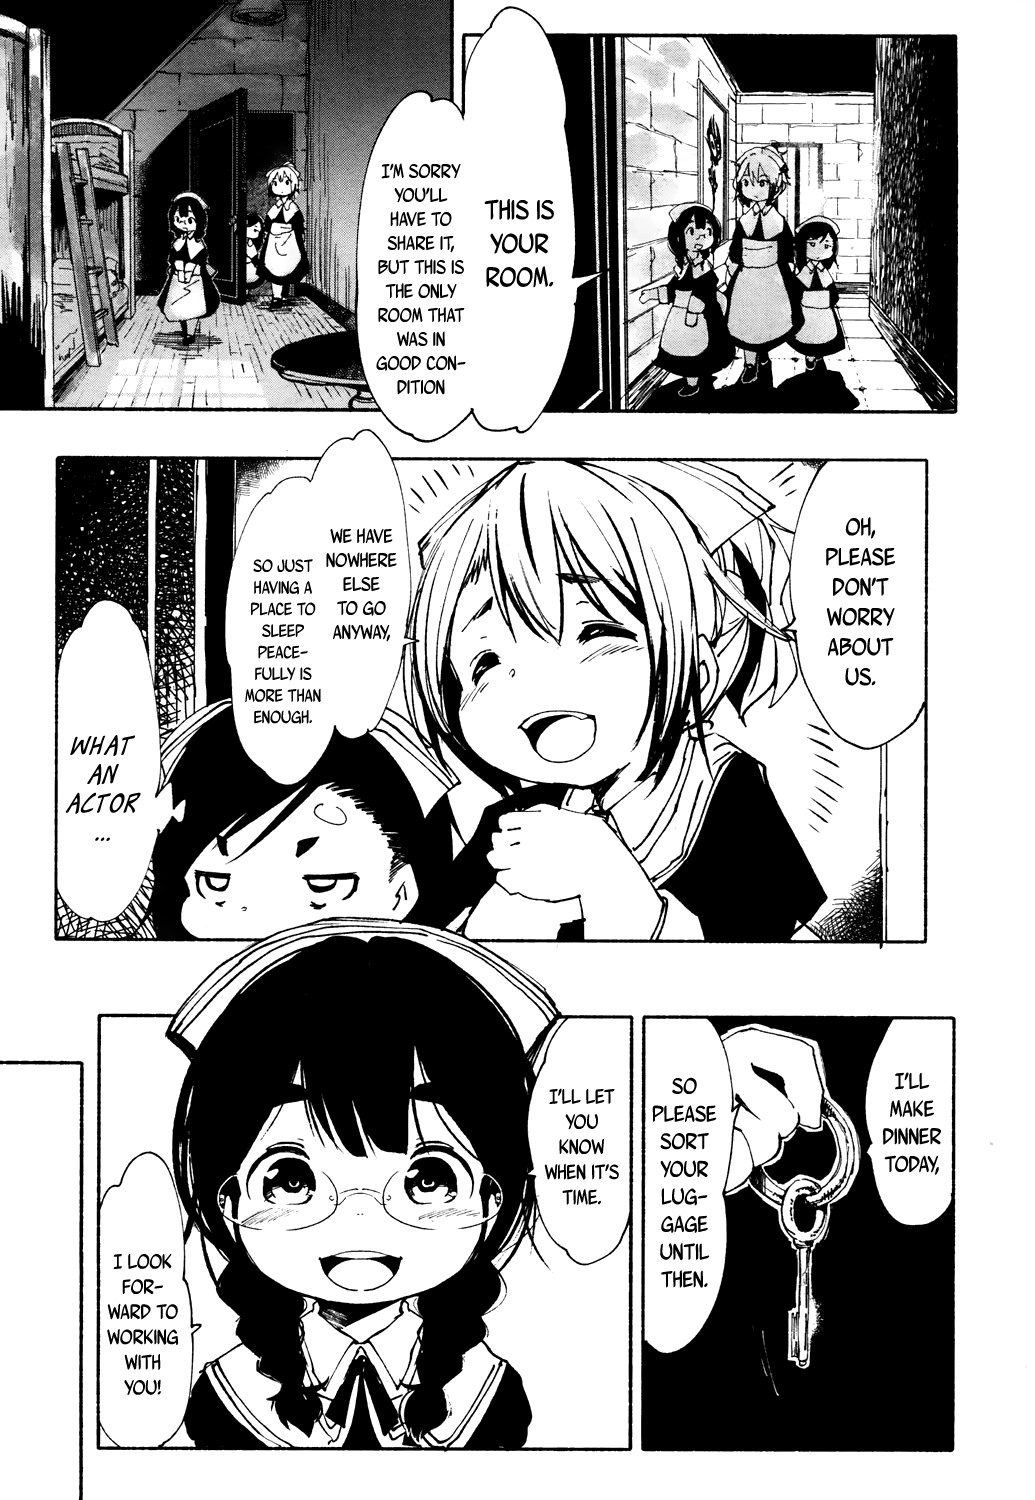 THIS IS
YOUR
ROOM.
I'M SORRY
YOU'LL
HAVE TO
SHARE IT,
BUT THIS IS
THE ONLY
ROOM THAT
WAS IN
GOOD CON-
DITION
OH,
PLEASE
DON'T
WORRY
ABOUT
US.
WE HAVE
NOWHERE
ELSE
TO GO
ANYWAY,
SO JUST
HAVING A
PLACE TO
SLEEP
PEACE-
FULLY IS
MORE THAN
ENOUGH.
WHAT
AN
ACTOR
...
I'LL
MAKE
DINNER
TODAY,
SO
PLEASE
SORT
YOUR
LUG-
GAGE
UNTIL
THEN.
I'LL LET
YOU
KNOW
WHEN IT'S
TIME.
I LOOK
FOR-
WARD TO
WORKING
WITH
YOU!